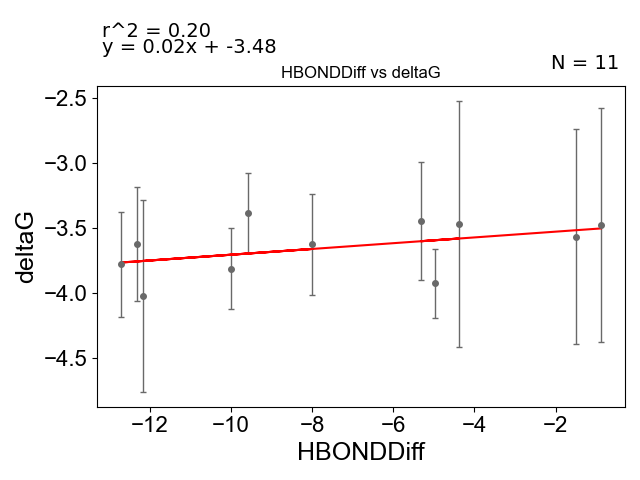 r^2 = 0.20
y = 0.02x + -3.48
N = 11
HBONDDiff vs deltaG
−2.5
−3.0
−3.5
−4.0
−4.5
deltaG
−12
−10
−8
−6
−4
−2
HBONDDiff